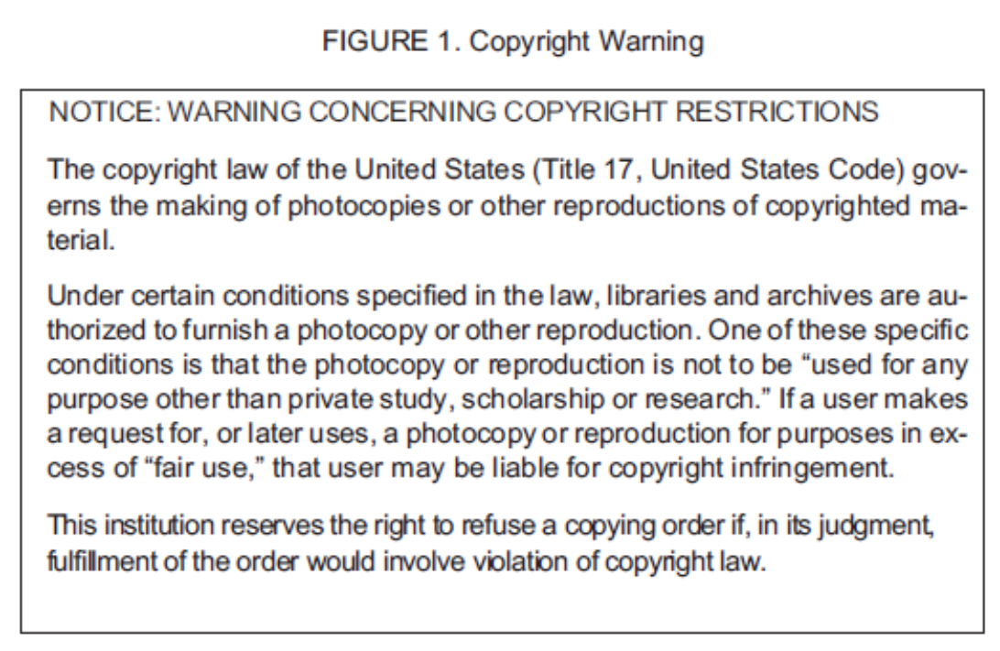 FIGURE 1. Copyright Warning
NOTICE: WARNING CONCERNING COPYRIGHT RESTRICTIONS
The copyright law of the United States (Title 17, United States Code) gov-
erns the making of photocopies or other reproductions of copyrighted ma-
terial.
Under certain conditions specified in the law, libraries and archives are au-
thorized to furnish a photocopy or other reproduction. One of these specific
conditions is that the photocopy or reproduction is not to be “used for any
purpose other than private study, scholarship or research.” If a user makes
a request for, or later uses, a photocopy or reproduction for purposes in ex-
cess of “fair use,” that user may be liable for copyright infringement.
This institution reserves the right to refuse a copying order if, in its judgment,
fulfillment of the order would involve violation of copyright law.